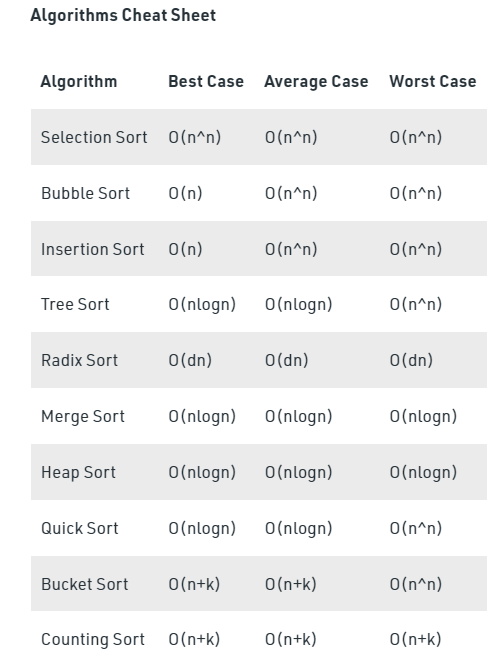 Algorithms Cheat Sheet
Algorithm Best Case Average Case Worst Case
Selection Sort O(n^n) O(n^n) O(n^n)
Bubble Sort O(n) O(n^n) O(n^n)
Insertion Sort O(n) O(n^n) O(n^n)
Tree Sort O(nlogn) O(nlogn) O(n^n)
Radix Sort O(dn) O(dn) O(dn)
Merge Sort O(nlogn) O(nlogn) O(nlogn)
Heap Sort O(nlogn) O(nlogn) O(nlogn)
Quick Sort O(nlogn) O(nlogn) O(n^n)
Bucket Sort O(n+k) O(n+k) O(n^n)
Counting Sort O(n+k) O(n+k) O(n+k)